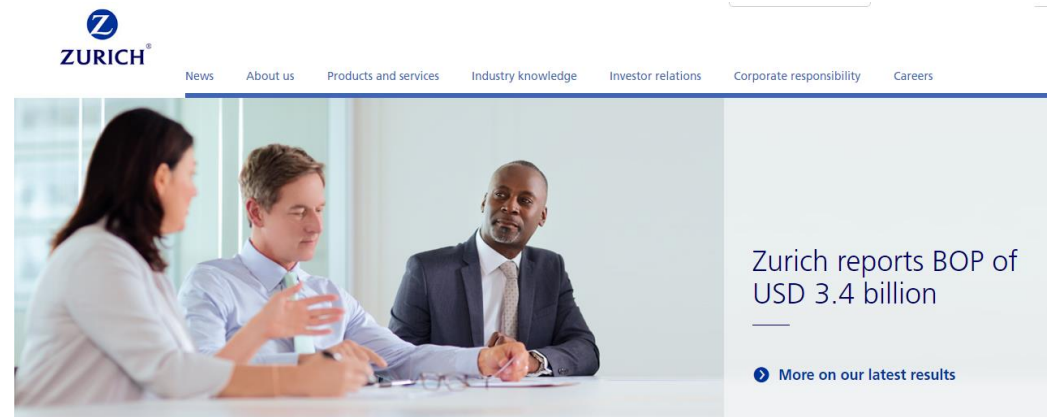 Z
ZURICH®
News About us Products and services Industry knowledge Investor relations Corporate responsibility Careers
Zurich reports BOP of
USD 3.4 billion
More on our latest results